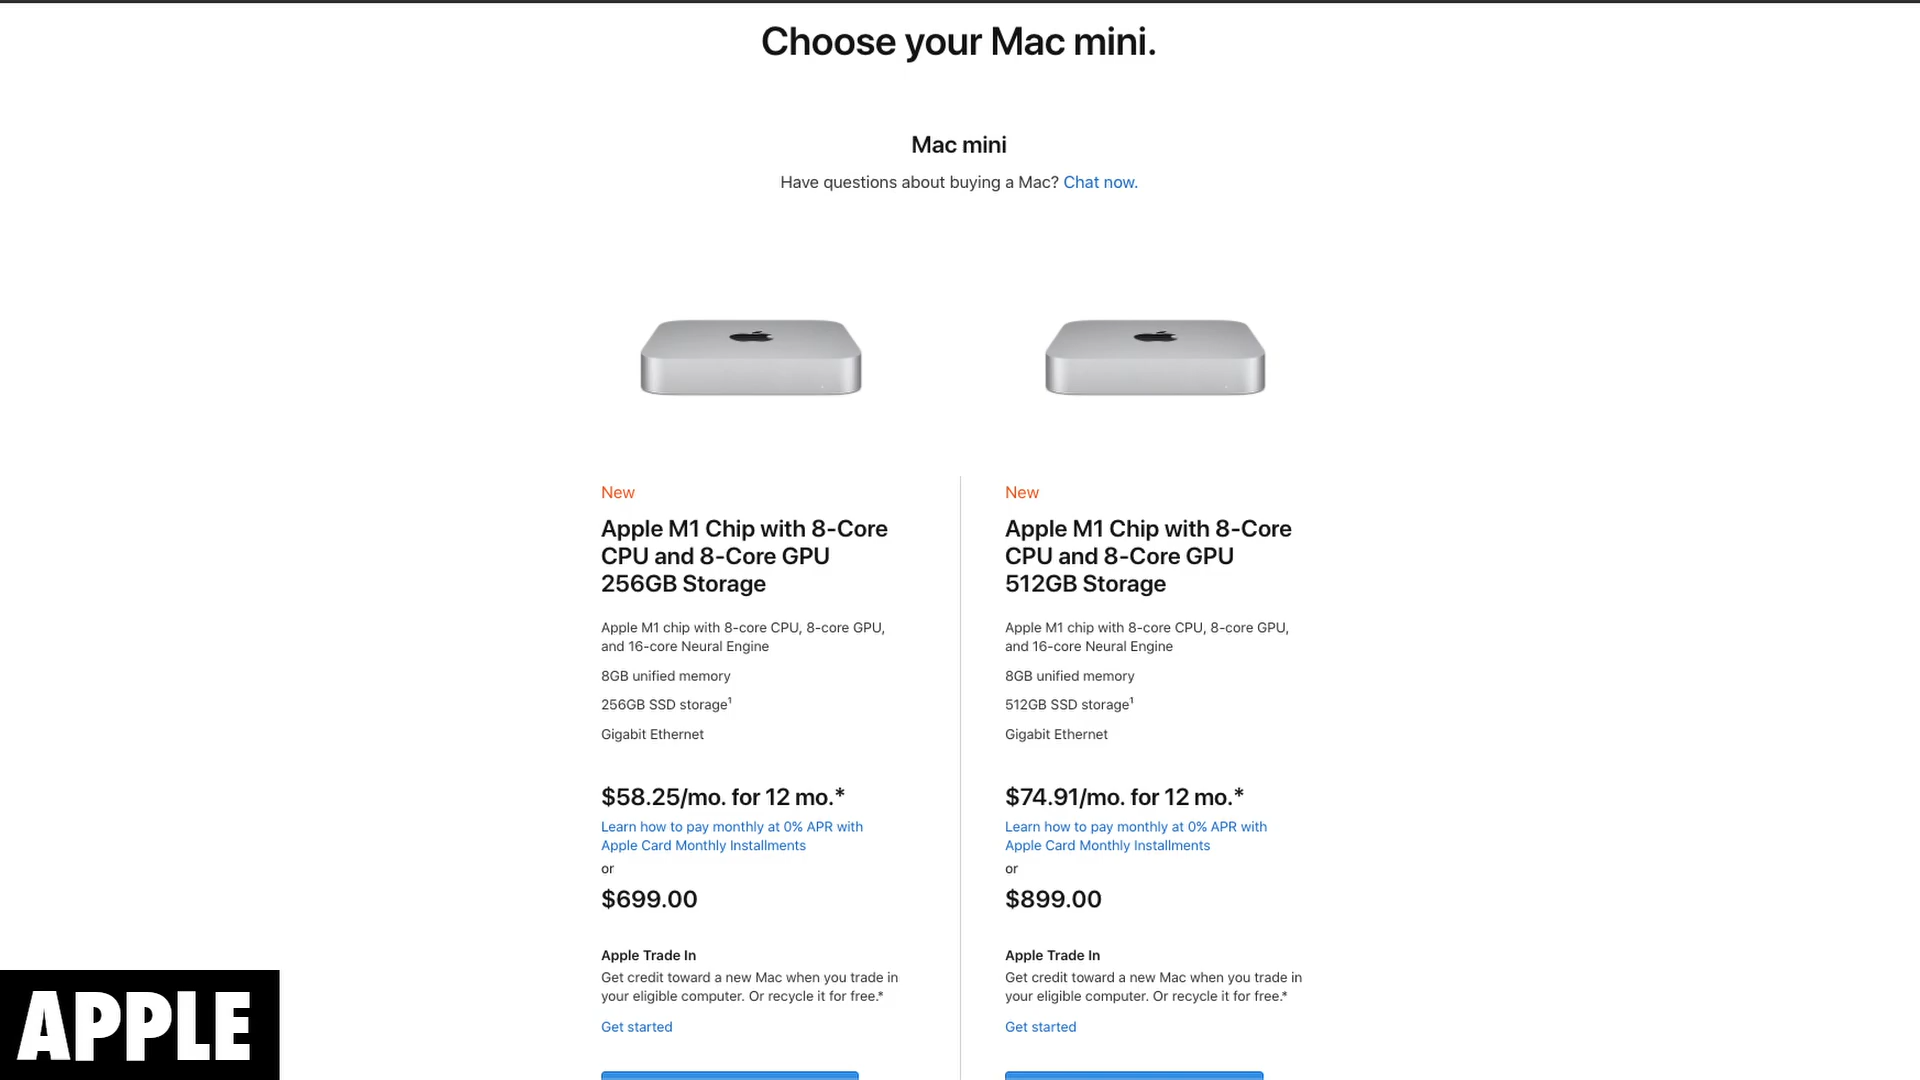 Choose your Mac mini.
Mac mini
Have questions about buying a Mac? Chat now.
New
Apple M1 Chip with 8-Core
CPU and 8-Core GPU
256GB Storage
Apple M1 chip with 8-core CPU, 8-core GPU,
and 16-core Neural Engine
8GB unified memory
256GB SSD storage¹
Gigabit Ethernet
$58.25/mo. for 12 mo.*
Learn how to pay monthly at 0% APR with
Apple Card Monthly Installments
or
$699.00
Apple Trade In
Get credit toward a new Mac when you trade in
your eligible computer. Or recycle it for free.*
Get started
New
Apple M1 Chip with 8-Core
CPU and 8-Core GPU
512GB Storage
Apple M1 chip with 8-core CPU, 8-core GPU,
and 16-core Neural Engine
8GB unified memory
512GB SSD storage¹
Gigabit Ethernet
$74.91/mo. for 12 mo.*
Learn how to pay monthly at 0% APR with
Apple Card Monthly Installments
or
$899.00
Apple Trade In
Get credit toward a new Mac when you trade in
your eligible computer. Or recycle it for free.*
Get started
APPLE